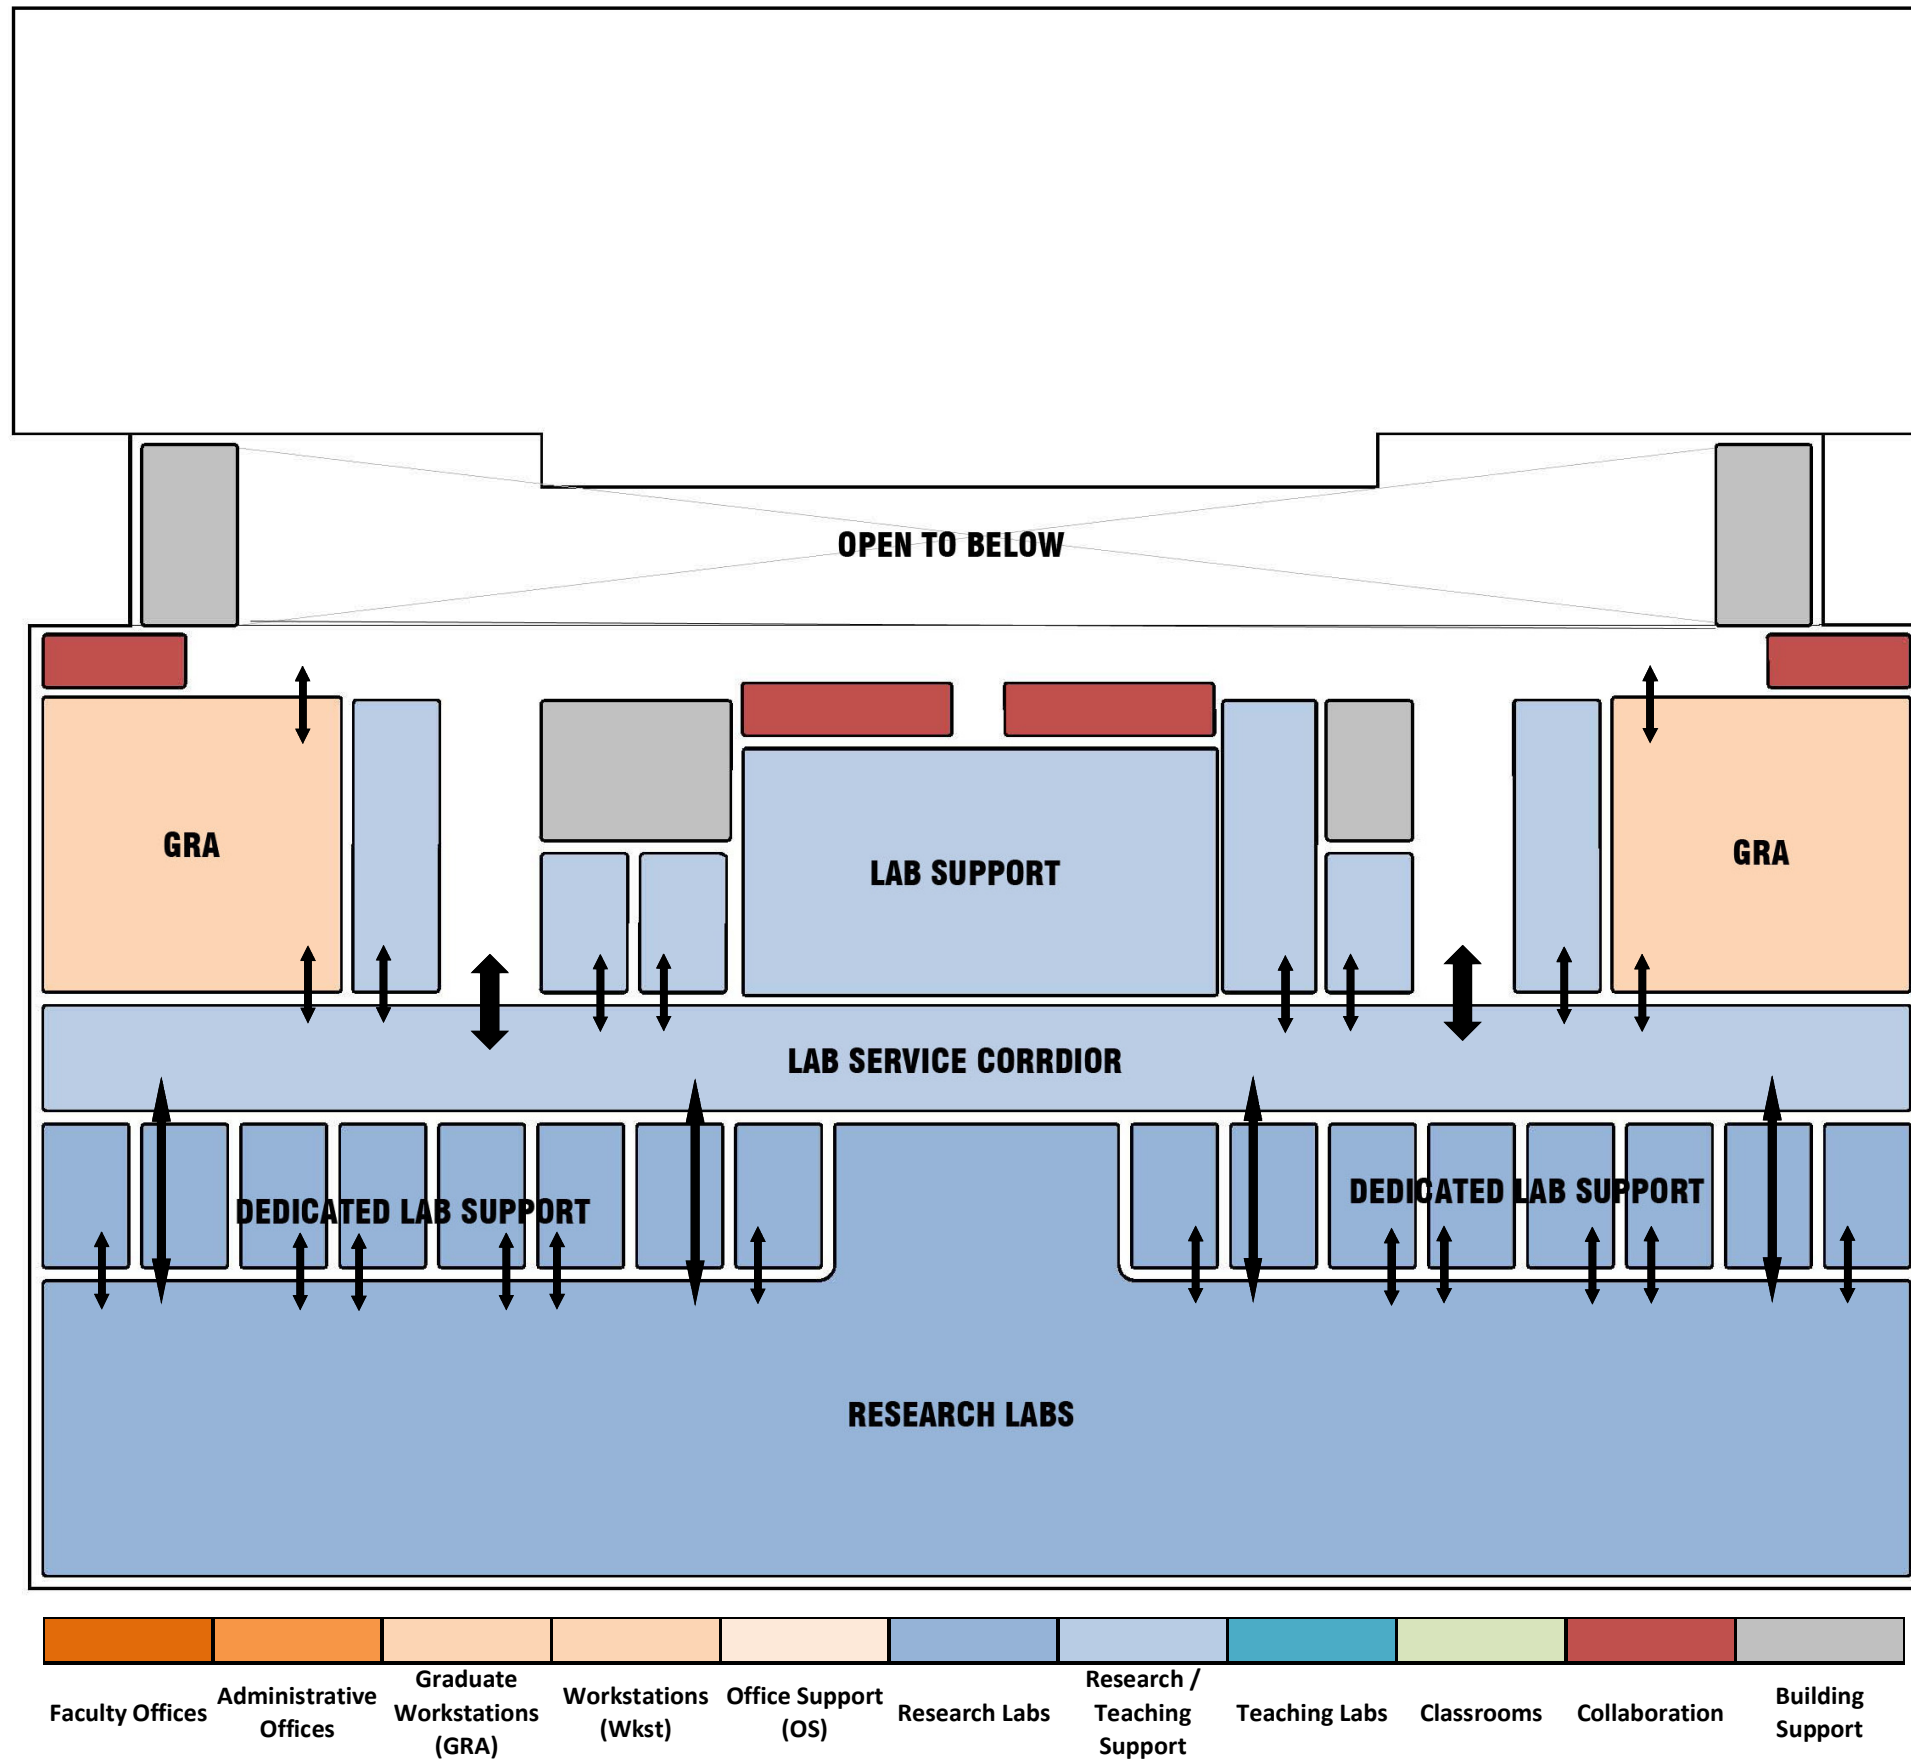 OPEN TO BELOW
GRA
LAB SUPPORT
GRA
LAB SERVICE CORRDIOR
DEDICATED LAB SUPPORT
DEDICATED LAB SUPPORT
RESEARCH LABS
Faculty Offices
Administrative
Offices
Graduate
Workstations
(GRA)
Workstations
(Wkst)
Office Support
(OS)
Research Labs
Research /
Teaching
Support
Teaching Labs
Classrooms
Collaboration
Building
Support